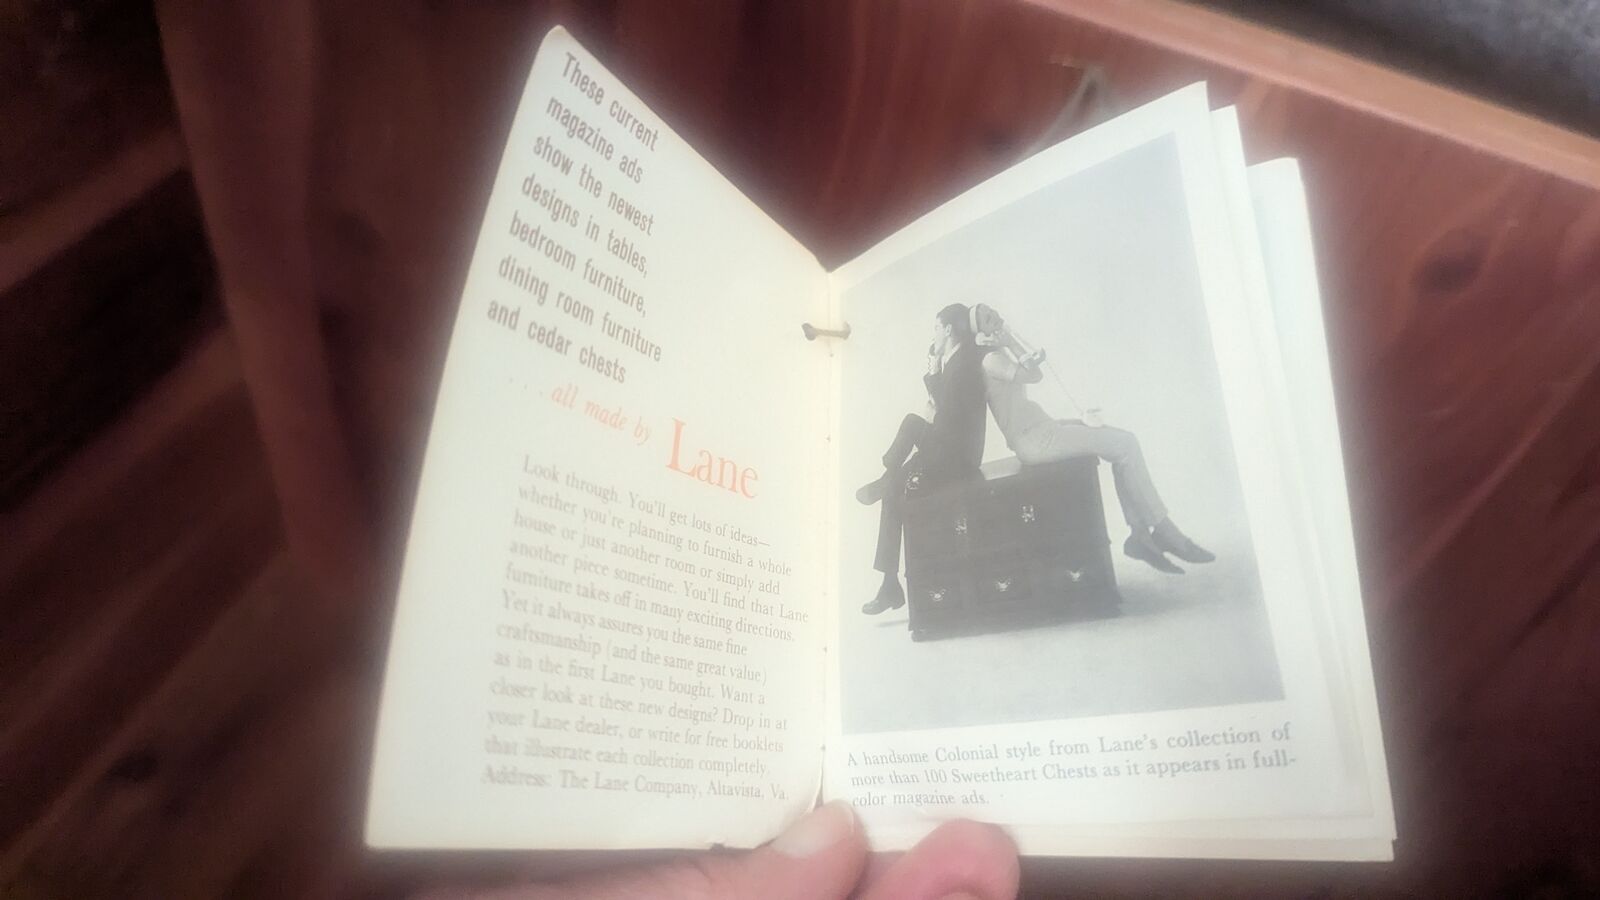 These current
magazine ads
show the newest
designs in tables,
bedroom furniture,
dining room furniture
and cedar chests
. . . all made by Lane
Look through. You'll get lots of ideas—
whether you're planning to furnish a whole
house or just another room or simply add
another piece sometime. You'll find that Lane
furniture takes off in many exciting directions.
Yet it always assures you the same fine
craftsmanship (and the same great value)
as in the first Lane you bought. Want a
closer look at these new designs? Drop in at
your Lane dealer, or write for free booklets
that illustrate each collection completely.
Address: The Lane Company, Altavista, Va.
A handsome Colonial style from Lane's collection of
more than 100 Sweetheart Chests as it appears in full-
color magazine ads.